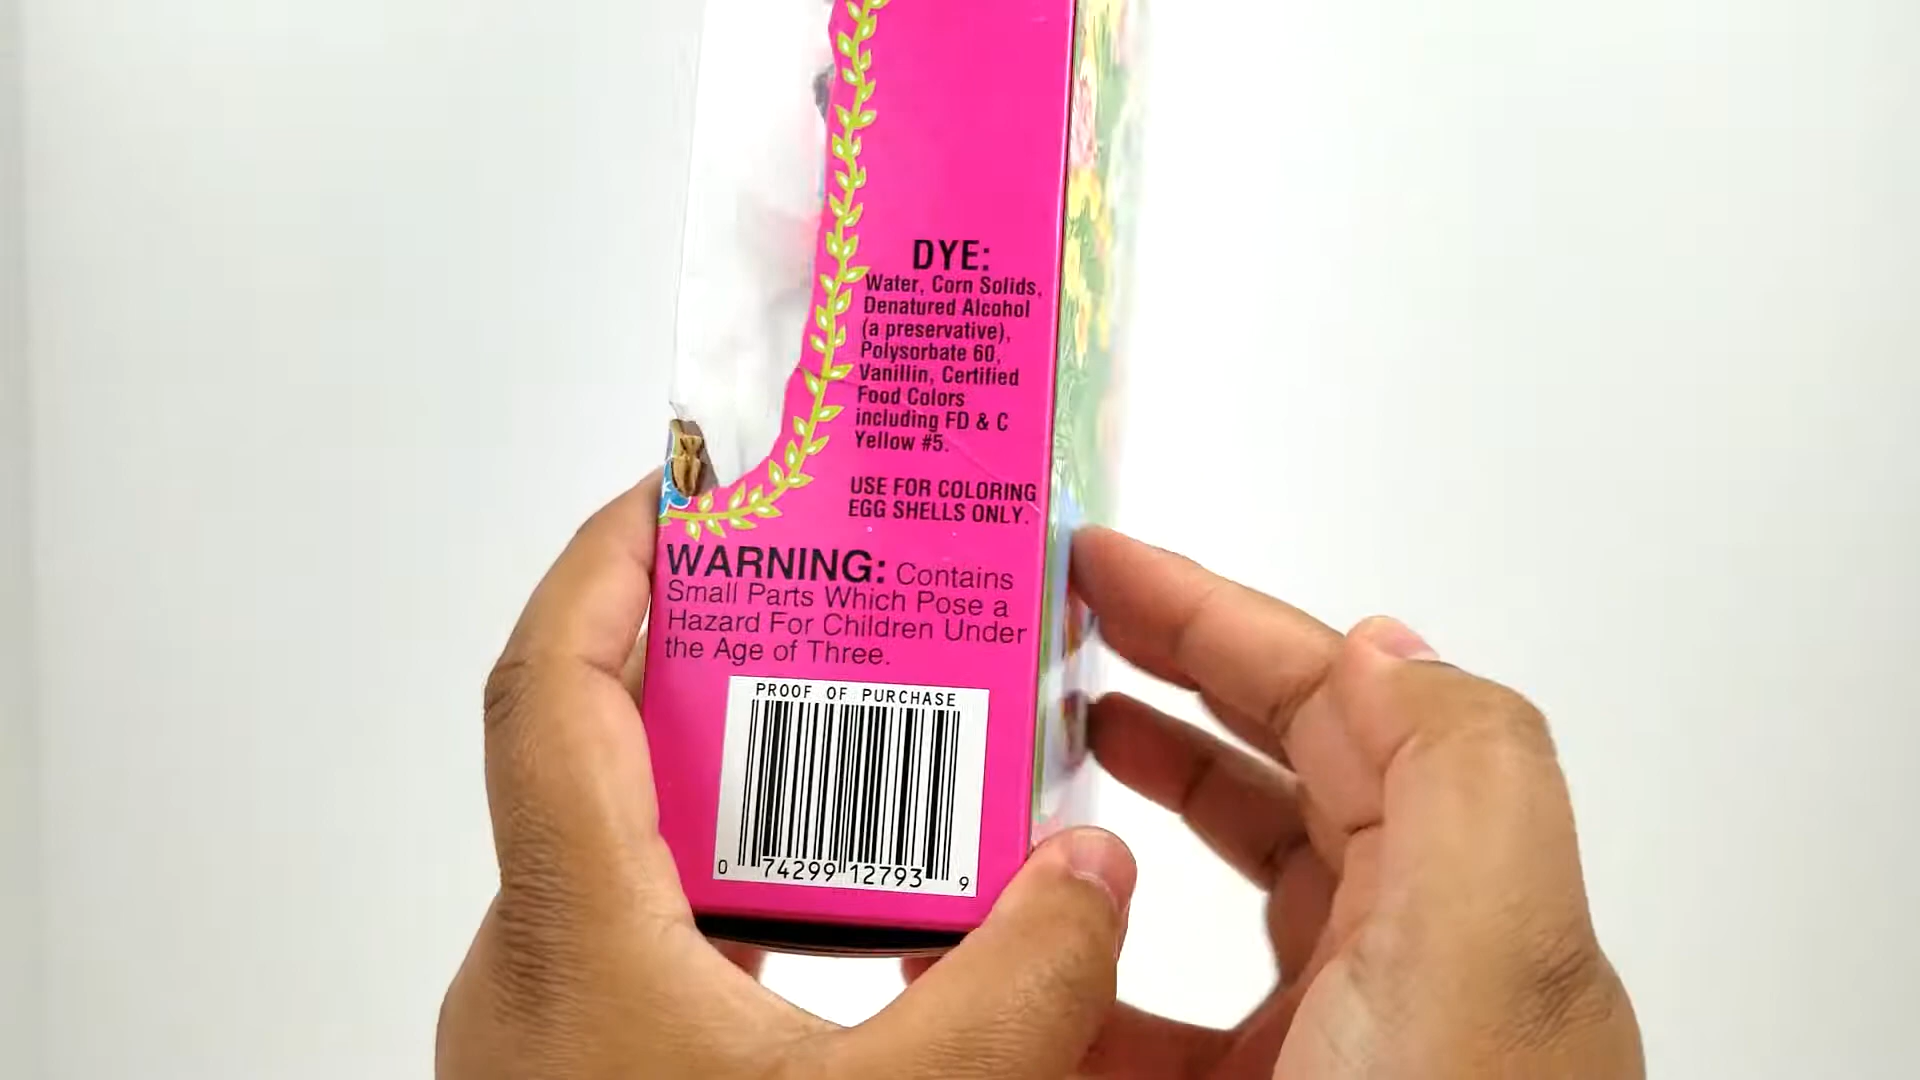 DYE:
Water, Corn Solids,
Denatured Alcohol
(a preservative),
Polysorbate 60,
Vanillin, Certified
Food Colors
including FD & C
Yellow #5.
USE FOR COLORING
EGG SHELLS ONLY.
WARNING: Contains
Small Parts Which Pose a
Hazard For Children Under
the Age of Three.
PROOF OF PURCHASE
0 74299 12793 9